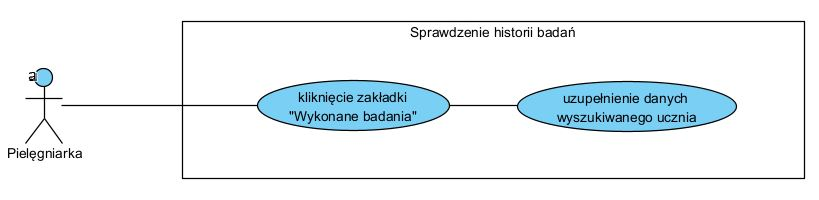 Sprawdzenie historii badań
a
kliknięcie zakładki
"Wykonane badania"
uzupełnienie danych
wyszukiwanego ucznia
Pielęgniarka